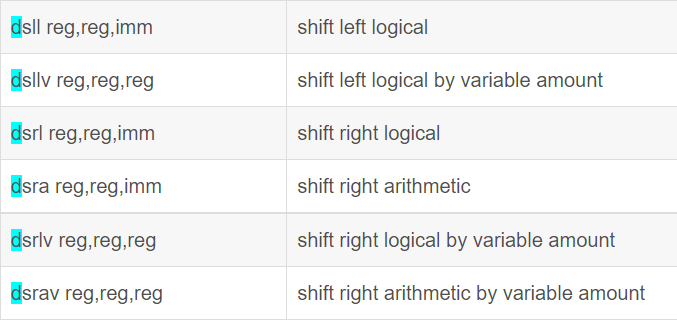 dsll reg,reg,imm shift left logical
dsllv reg,reg,reg shift left logical by variable amount
dsrl reg,reg,imm shift right logical
dsra reg,reg,imm shift right arithmetic
dsrlv reg,reg,reg shift right logical by variable amount
dsrav reg,reg,reg shift right arithmetic by variable amount